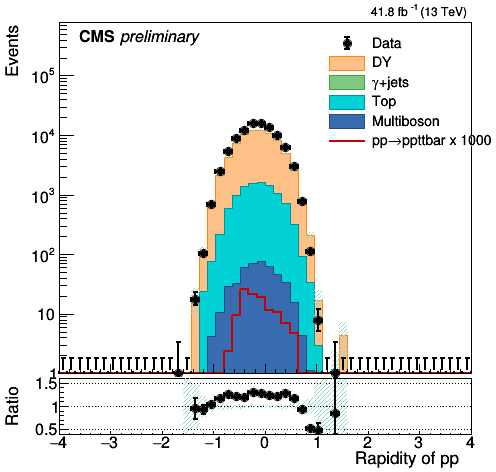 41.8 fb⁻¹ (13 TeV)
CMS preliminary
Events
Data
DY
γ+jets
Top
Multiboson
pp→ppttbar x 1000
10⁵
10⁴
10³
10²
10
1
Ratio
1.5
1
0.5
−4 −3 −2 −1 0 1 2 3 4
Rapidity of pp